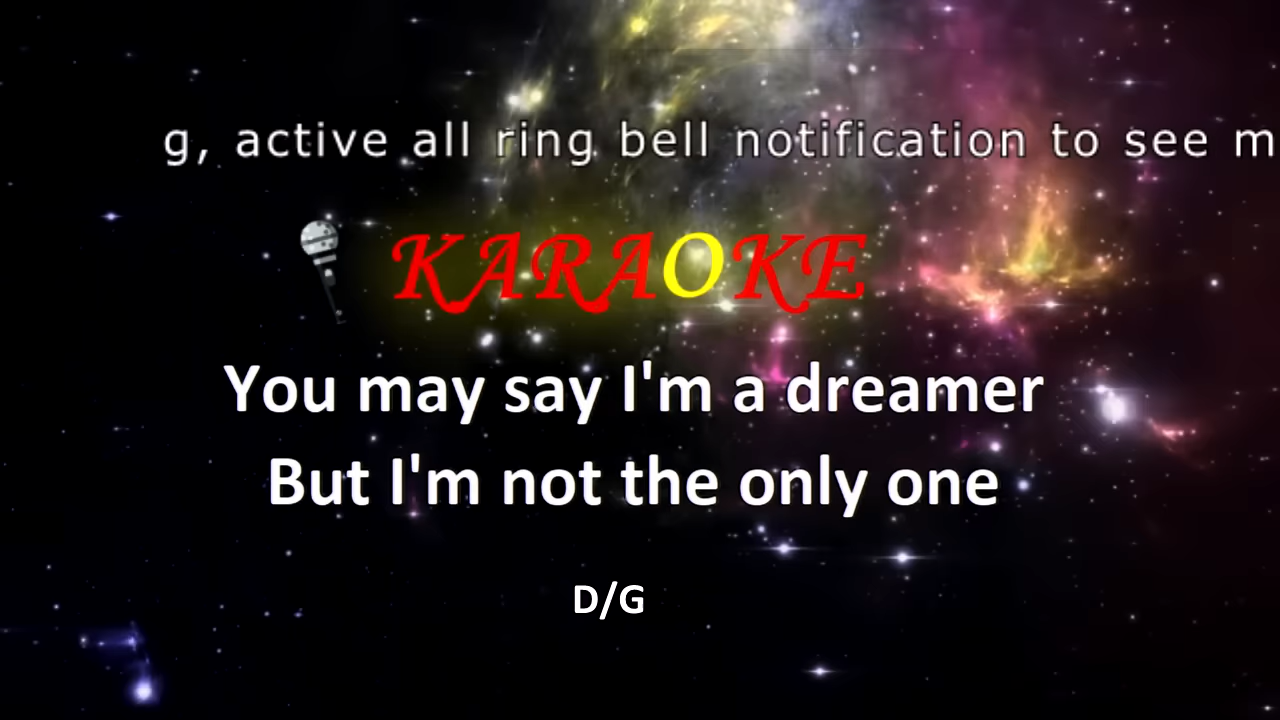 g, active all ring bell notification to see m
KARAOKE
You may say I'm a dreamer
But I'm not the only one
D/G